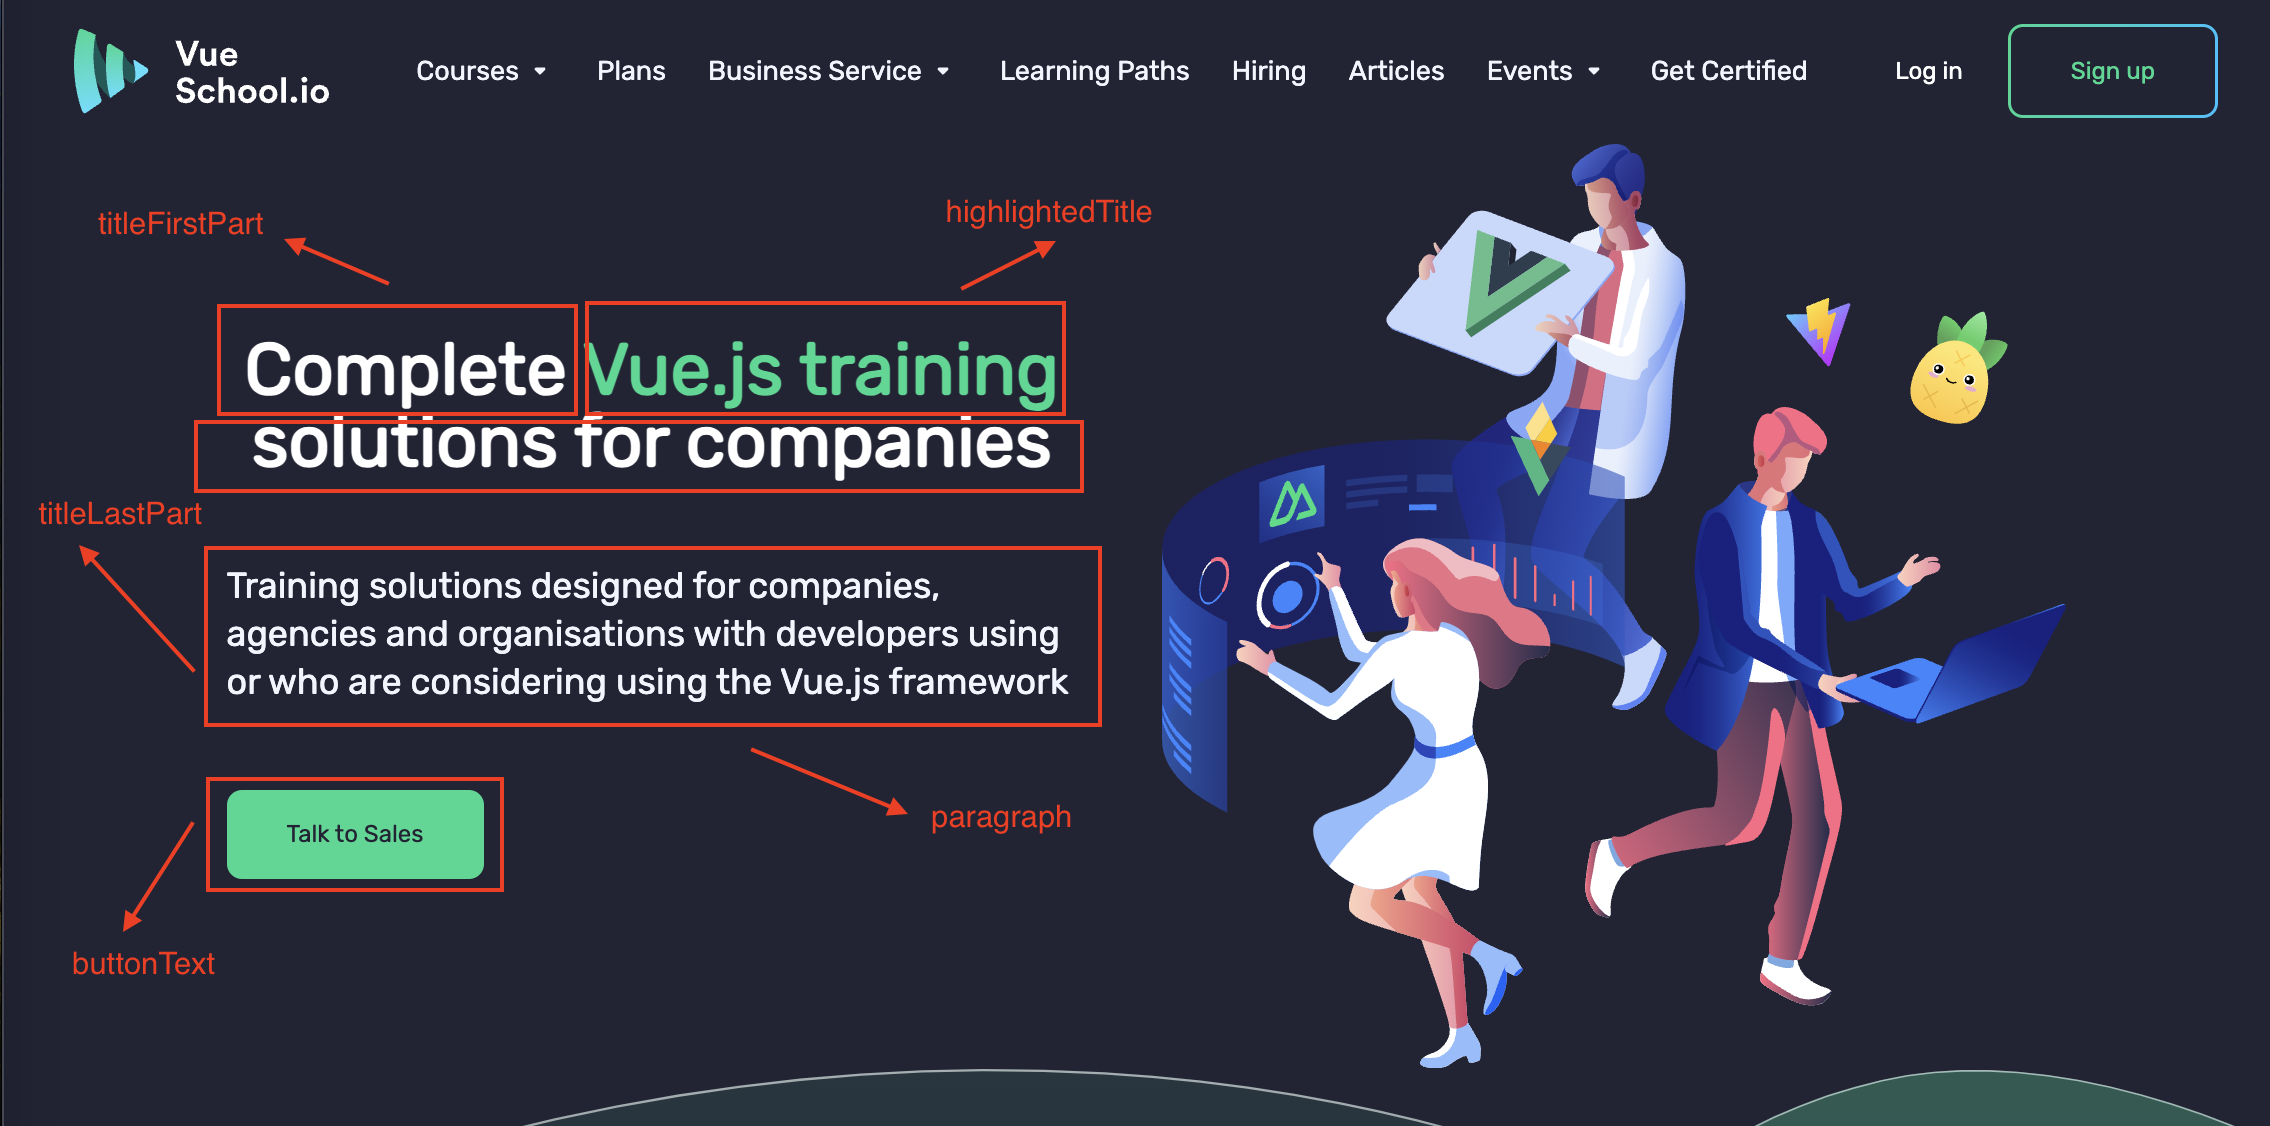 Vue
School.io
Courses Plans Business Service Learning Paths Hiring Articles Events Get Certified Log in Sign up
titleFirstPart
highlightedTitle
Complete Vue.js training
solutions for companies
titleLastPart
Training solutions designed for companies,
agencies and organisations with developers using
or who are considering using the Vue.js framework
paragraph
Talk to Sales
buttonText